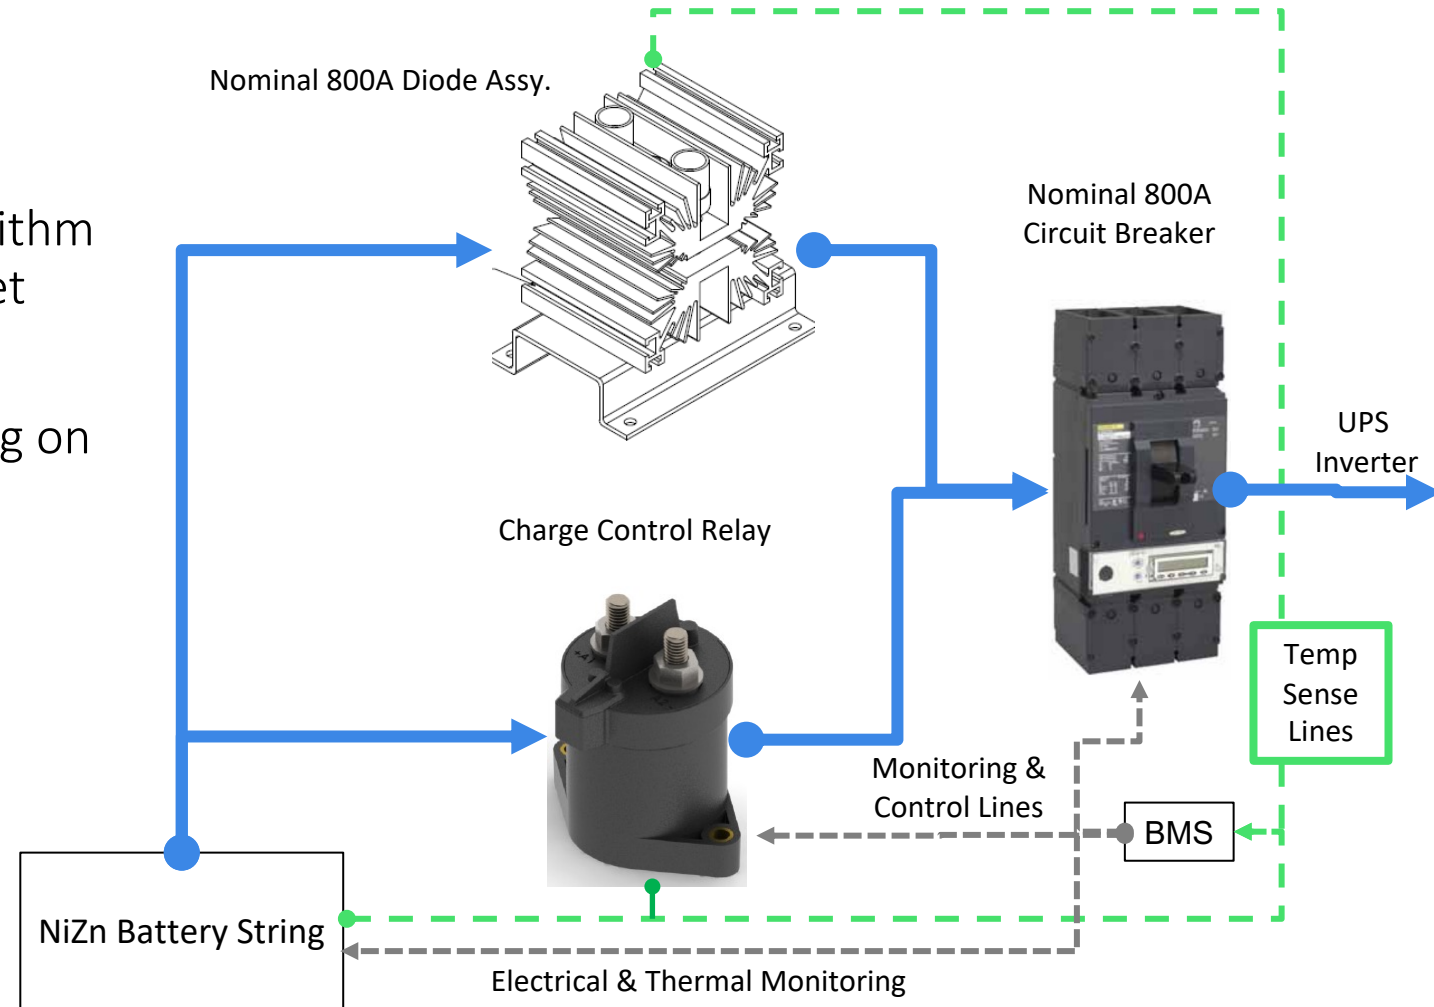 Nominal 800A Diode Assy.
ithm
et
g on
Nominal 800A
Circuit Breaker
UPS
Inverter
Charge Control Relay
Temp
Sense
Lines
Monitoring &
Control Lines
BMS
NiZn Battery String
Electrical & Thermal Monitoring